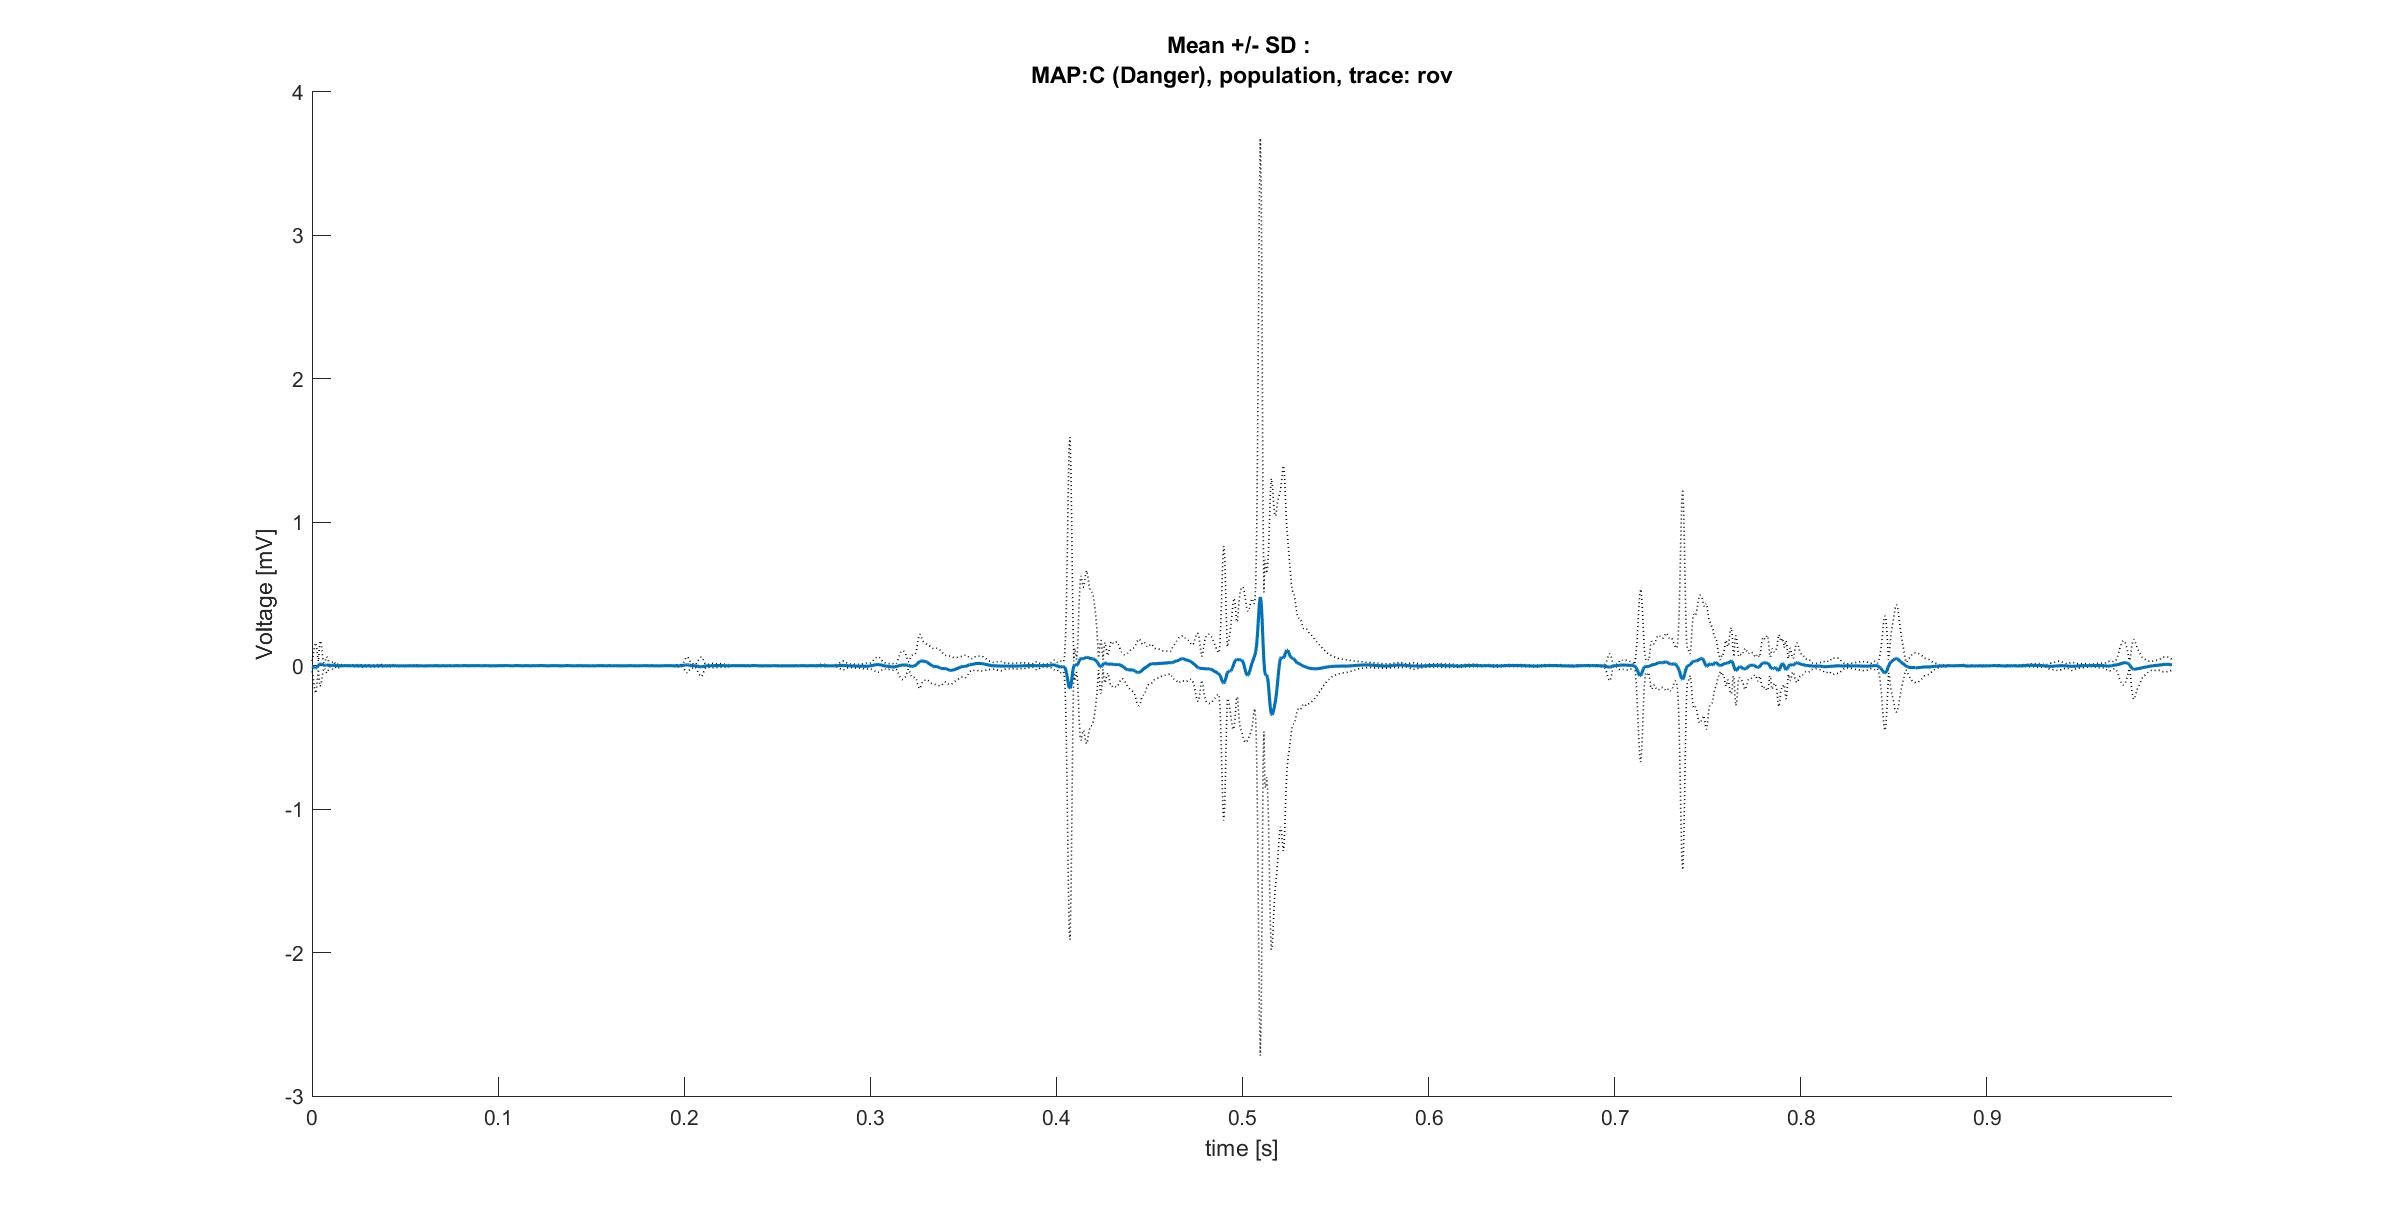 Mean +/- SD :
MAP:C (Danger), population, trace: rov
4
3
2
1
0
-1
-2
-3
Voltage [mV]
0 0.1 0.2 0.3 0.4 0.5 0.6 0.7 0.8 0.9
time [s]